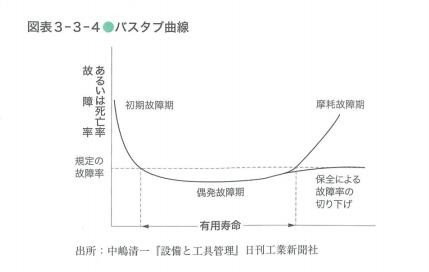 図表3-3-4●バスタブ曲線
故障率
あるいは死亡率
初期故障期
摩耗故障期
規定の
故障率
偶発故障期
保全による
故障率の
切り下げ
有用寿命
出所：中嶋清一『設備と工具管理』日刊工業新聞社